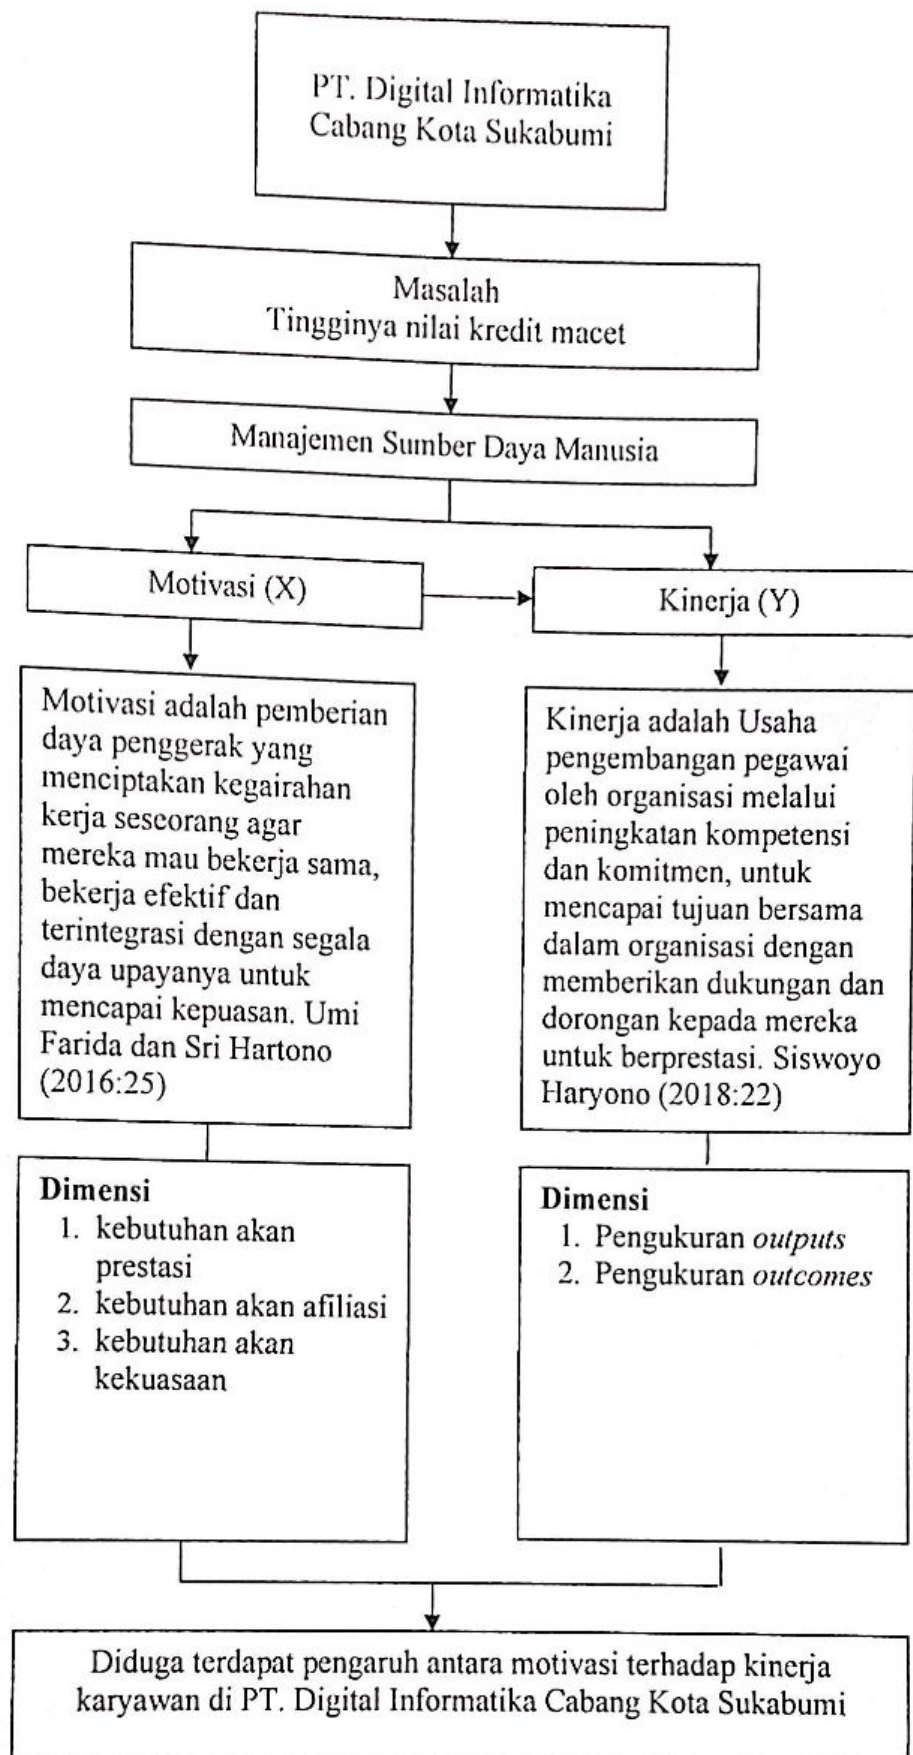 PT. Digital Informatika
Cabang Kota Sukabumi
Masalah
Tingginya nilai kredit macet
Manajemen Sumber Daya Manusia
Motivasi (X)
Kinerja (Y)
Motivasi adalah pemberian
daya penggerak yang
menciptakan kegairahan
kerja seseorang agar
mereka mau bekerja sama,
bekerja efektif dan
terintegrasi dengan segala
daya upayanya untuk
mencapai kepuasan. Umi
Farida dan Sri Hartono
(2016:25)
Kinerja adalah Usaha
pengembangan pegawai
oleh organisasi melalui
peningkatan kompetensi
dan komitmen, untuk
mencapai tujuan bersama
dalam organisasi dengan
memberikan dukungan dan
dorongan kepada mereka
untuk berprestasi. Siswoyo
Haryono (2018:22)
Dimensi
1. kebutuhan akan
prestasi
2. kebutuhan akan afiliasi
3. kebutuhan akan
kekuasaan
Dimensi
1. Pengukuran outputs
2. Pengukuran outcomes
Diduga terdapat pengaruh antara motivasi terhadap kinerja
karyawan di PT. Digital Informatika Cabang Kota Sukabumi